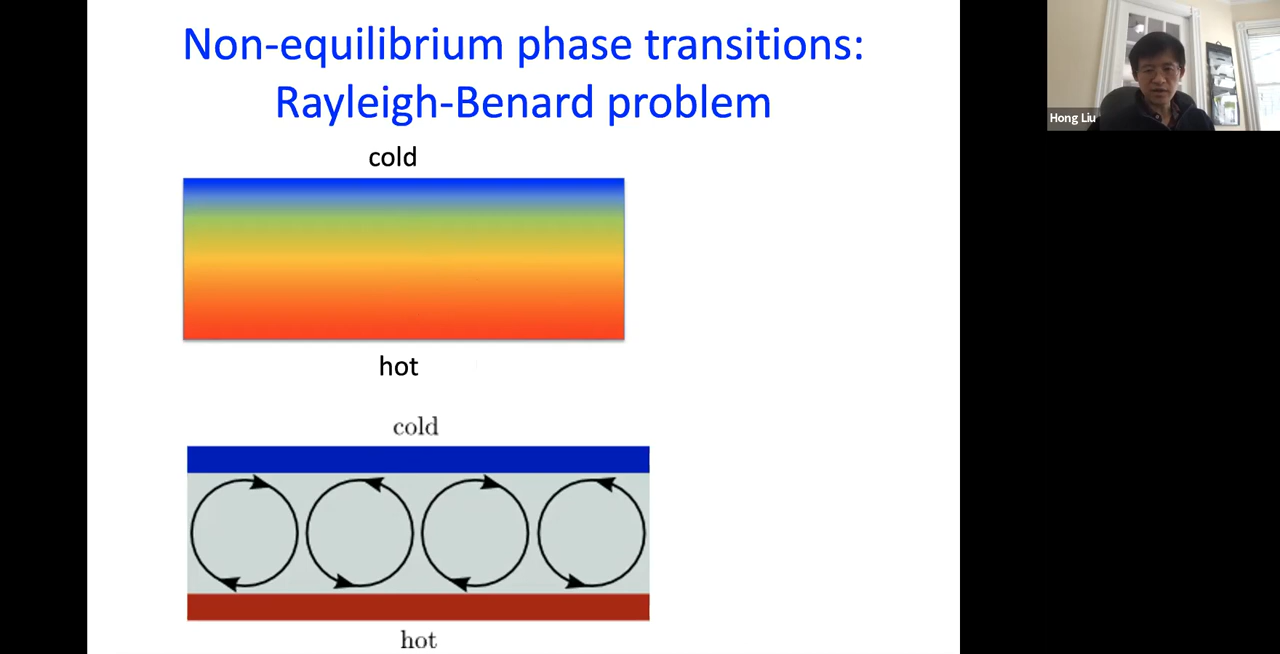 Non-equilibrium phase transitions:
Rayleigh-Benard problem
cold
hot
cold
hot
Hong Liu